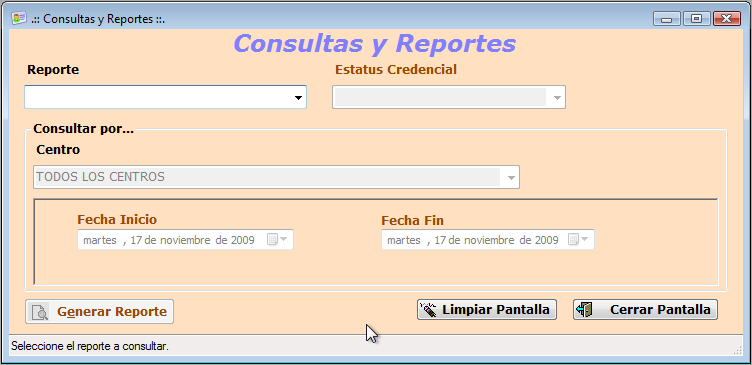 .:: Consultas y Reportes ::.
Consultas y Reportes
Reporte
Estatus Credencial
Consultar por...
Centro
TODOS LOS CENTROS
Fecha Inicio
Fecha Fin
martes , 17 de noviembre de 2009
martes , 17 de noviembre de 2009
Generar Reporte
Limpiar Pantalla
Cerrar Pantalla
Seleccione el reporte a consultar.